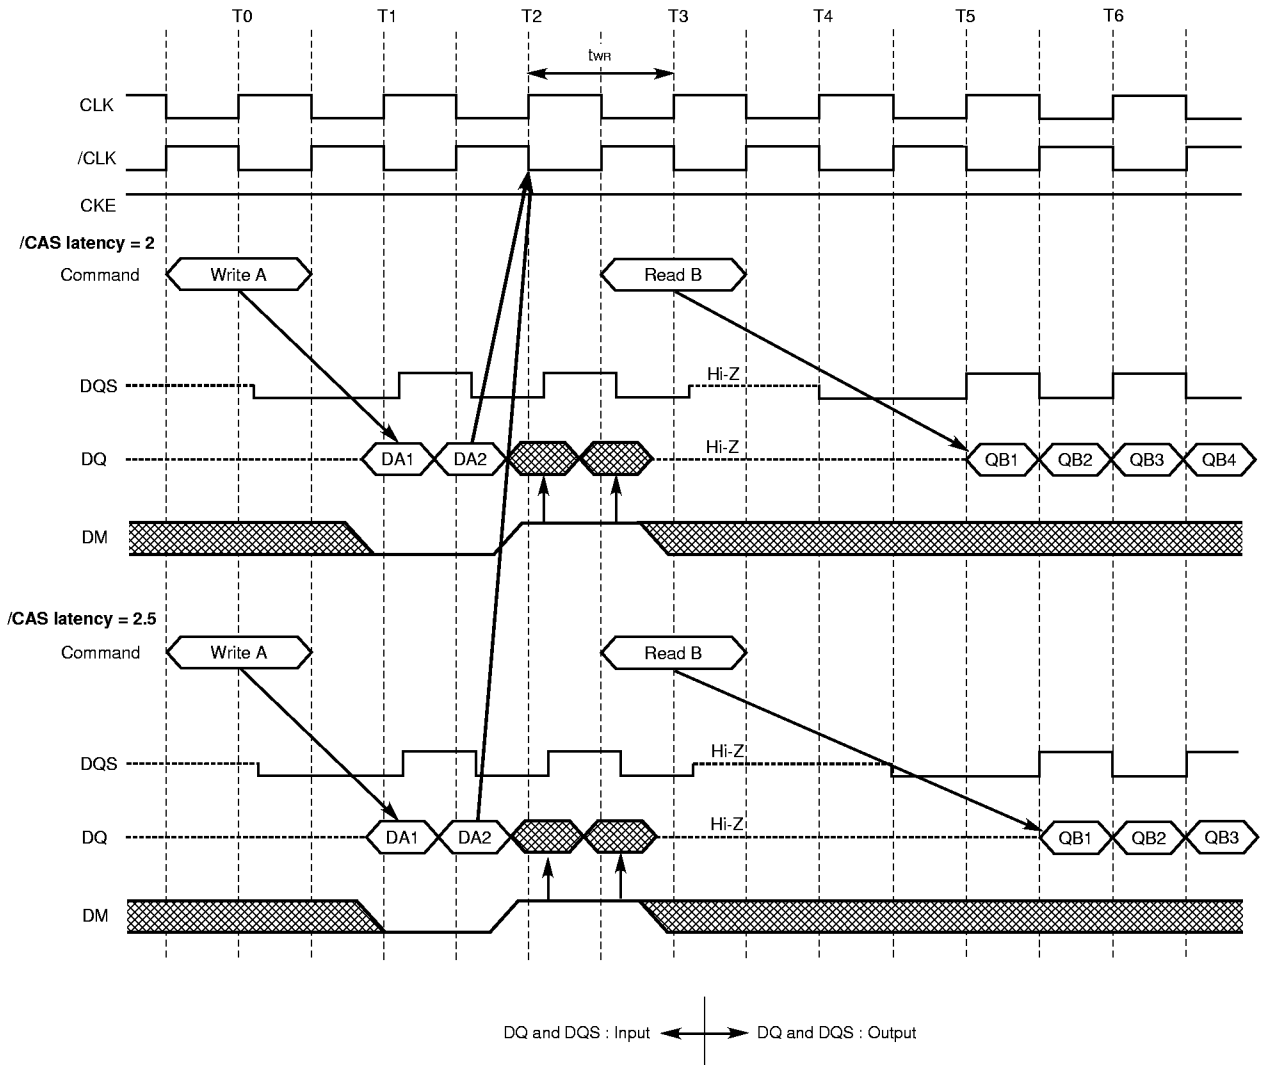 T0 T1 T2 T3 T4 T5 T6
tWR
CLK
/CLK
CKE
/CAS latency = 2
Command Write A Read B
DQS Hi-Z
DQ DA1 DA2 Hi-Z QB1 QB2 QB3 QB4
DM
/CAS latency = 2.5
Command Write A Read B
DQS Hi-Z
DQ DA1 DA2 Hi-Z QB1 QB2 QB3
DM
DQ and DQS : Input DQ and DQS : Output